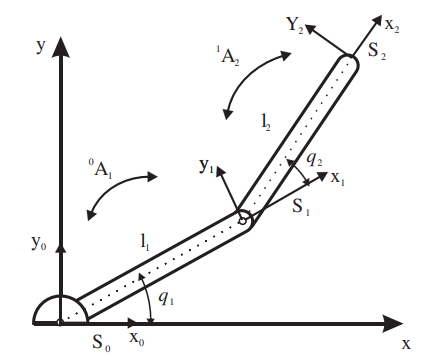 Y₂
x₂
y
¹A₂
S₂
l₂
⁰A₁
y₁
q₂
x₁
S₁
y₀
l₁
q₁
S₀
x₀
x